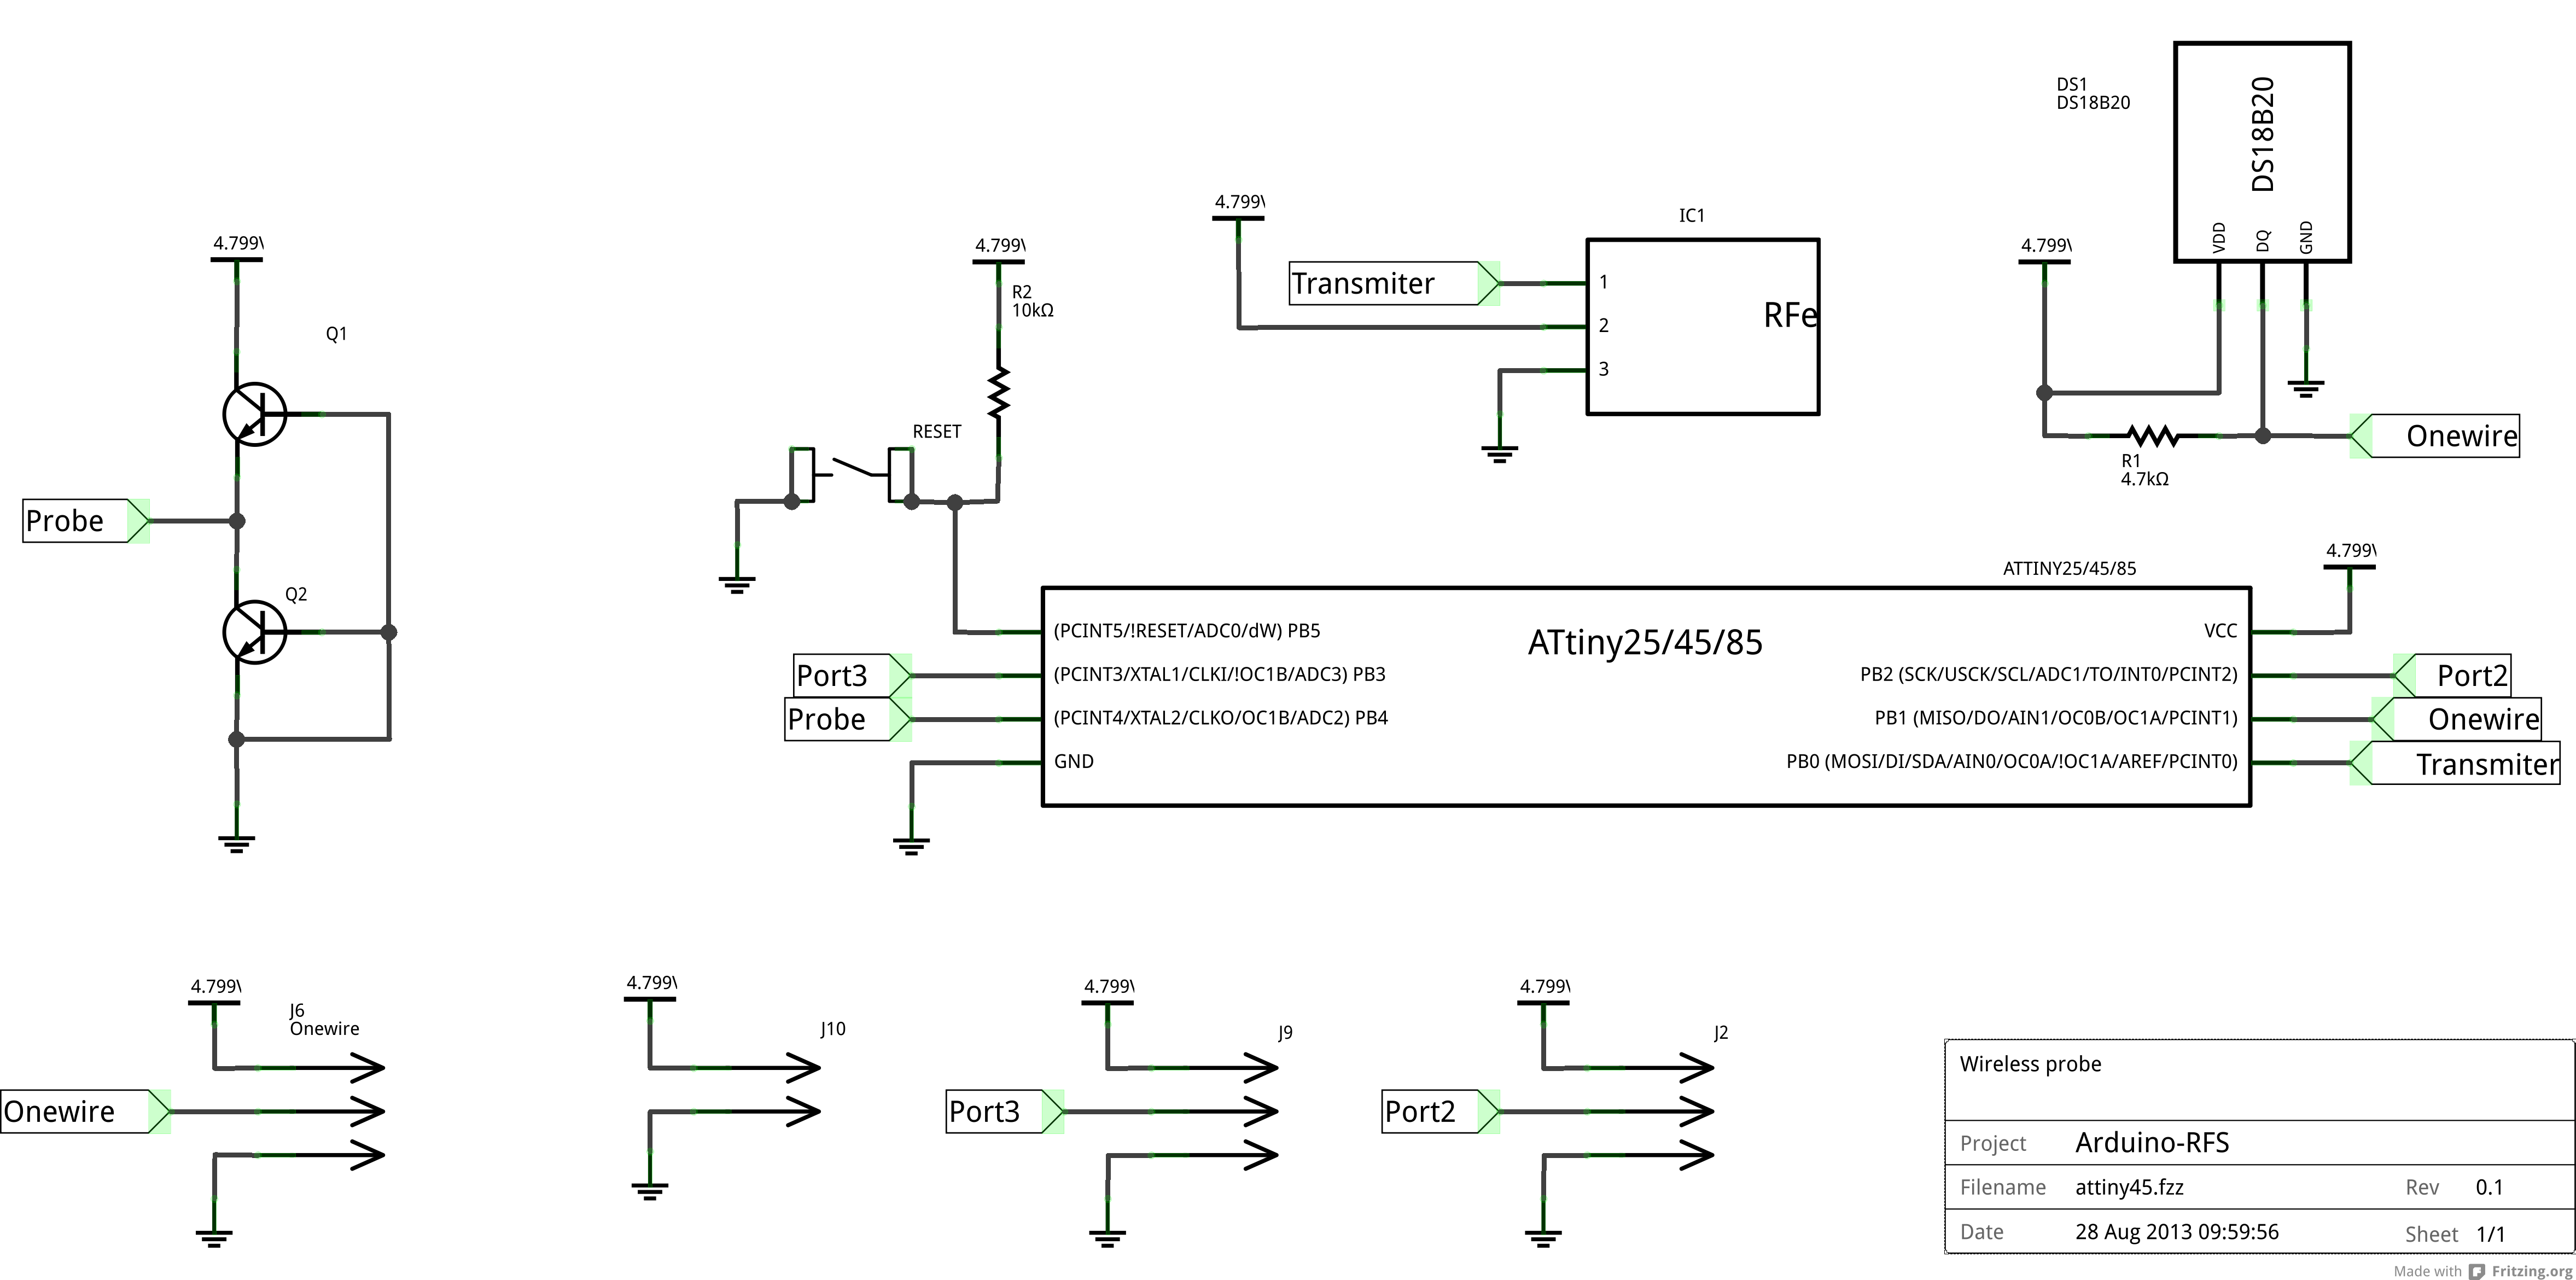 DS1
DS18B20
DS18B20
VDD
DQ
GND
4.799\
IC1
4.799\
4.799\
4.799\
Transmiter
1
R2
10kΩ
RFe
2
Q1
3
RESET
Onewire
R1
4.7kΩ
Probe
4.799\
ATTINY25/45/85
Q2
(PCINT5/!RESET/ADC0/dW) PB5
ATtiny25/45/85
VCC
Port3
(PCINT3/XTAL1/CLKI/!OC1B/ADC3) PB3
PB2 (SCK/USCK/SCL/ADC1/TO/INT0/PCINT2)
Port2
Probe
(PCINT4/XTAL2/CLKO/OC1B/ADC2) PB4
PB1 (MISO/DO/AIN1/OC0B/OC1A/PCINT1)
Onewire
GND
PB0 (MOSI/DI/SDA/AIN0/OC0A/!OC1A/AREF/PCINT0)
Transmiter
4.799\
J6
Onewire
Onewire
4.799\
J10
4.799\
J9
Port3
4.799\
J2
Port2
Wireless probe
Project Arduino-RFS
Filename attiny45.fzz Rev 0.1
Date 28 Aug 2013 09:59:56 Sheet 1/1
Made with Fritzing.org